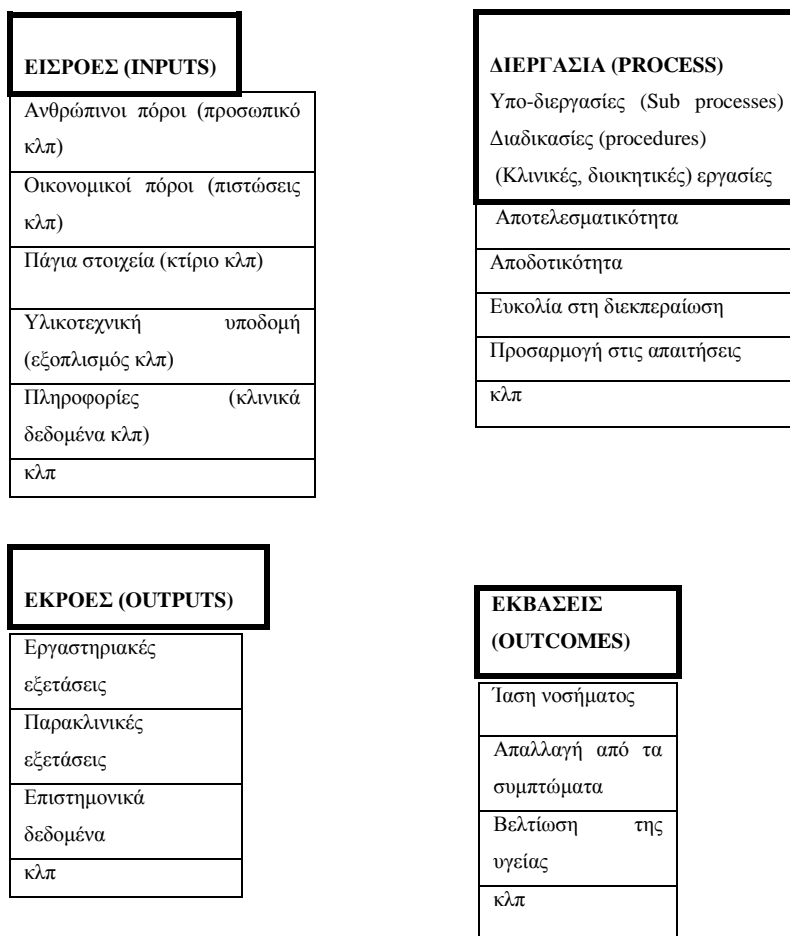 ΕΙΣΡΟΕΣ (INPUTS)
Ανθρώπινοι πόροι (προσωπικό
κλπ)
Οικονομικοί πόροι (πιστώσεις
κλπ)
Πάγια στοιχεία (κτίριο κλπ)
Υλικοτεχνική υποδομή
(εξοπλισμός κλπ)
Πληροφορίες (κλινικά
δεδομένα κλπ)
κλπ
ΔΙΕΡΓΑΣΙΑ (PROCESS)
Υπο-διεργασίες (Sub processes)
Διαδικασίες (procedures)
(Κλινικές, διοικητικές) εργασίες
Αποτελεσματικότητα
Αποδοτικότητα
Ευκολία στη διεκπεραίωση
Προσαρμογή στις απαιτήσεις
κλπ
ΕΚΡΟΕΣ (OUTPUTS)
Εργαστηριακές
εξετάσεις
Παρακλινικές
εξετάσεις
Επιστημονικά
δεδομένα
κλπ
ΕΚΒΑΣΕΙΣ
(OUTCOMES)
Ίαση νοσήματος
Απαλλαγή από τα
συμπτώματα
Βελτίωση της
υγείας
κλπ